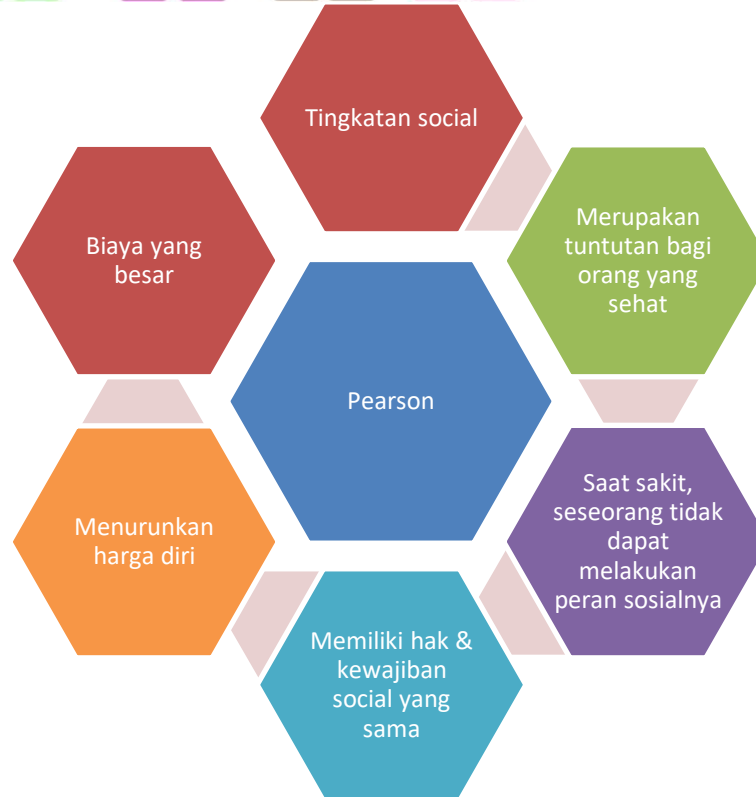 Tingkatan social
Merupakan
tuntutan bagi
orang yang
sehat
Biaya yang
besar
Pearson
Saat sakit,
seseorang tidak
dapat
melakukan
peran sosialnya
Menurunkan
harga diri
Memiliki hak &
kewajiban
social yang
sama